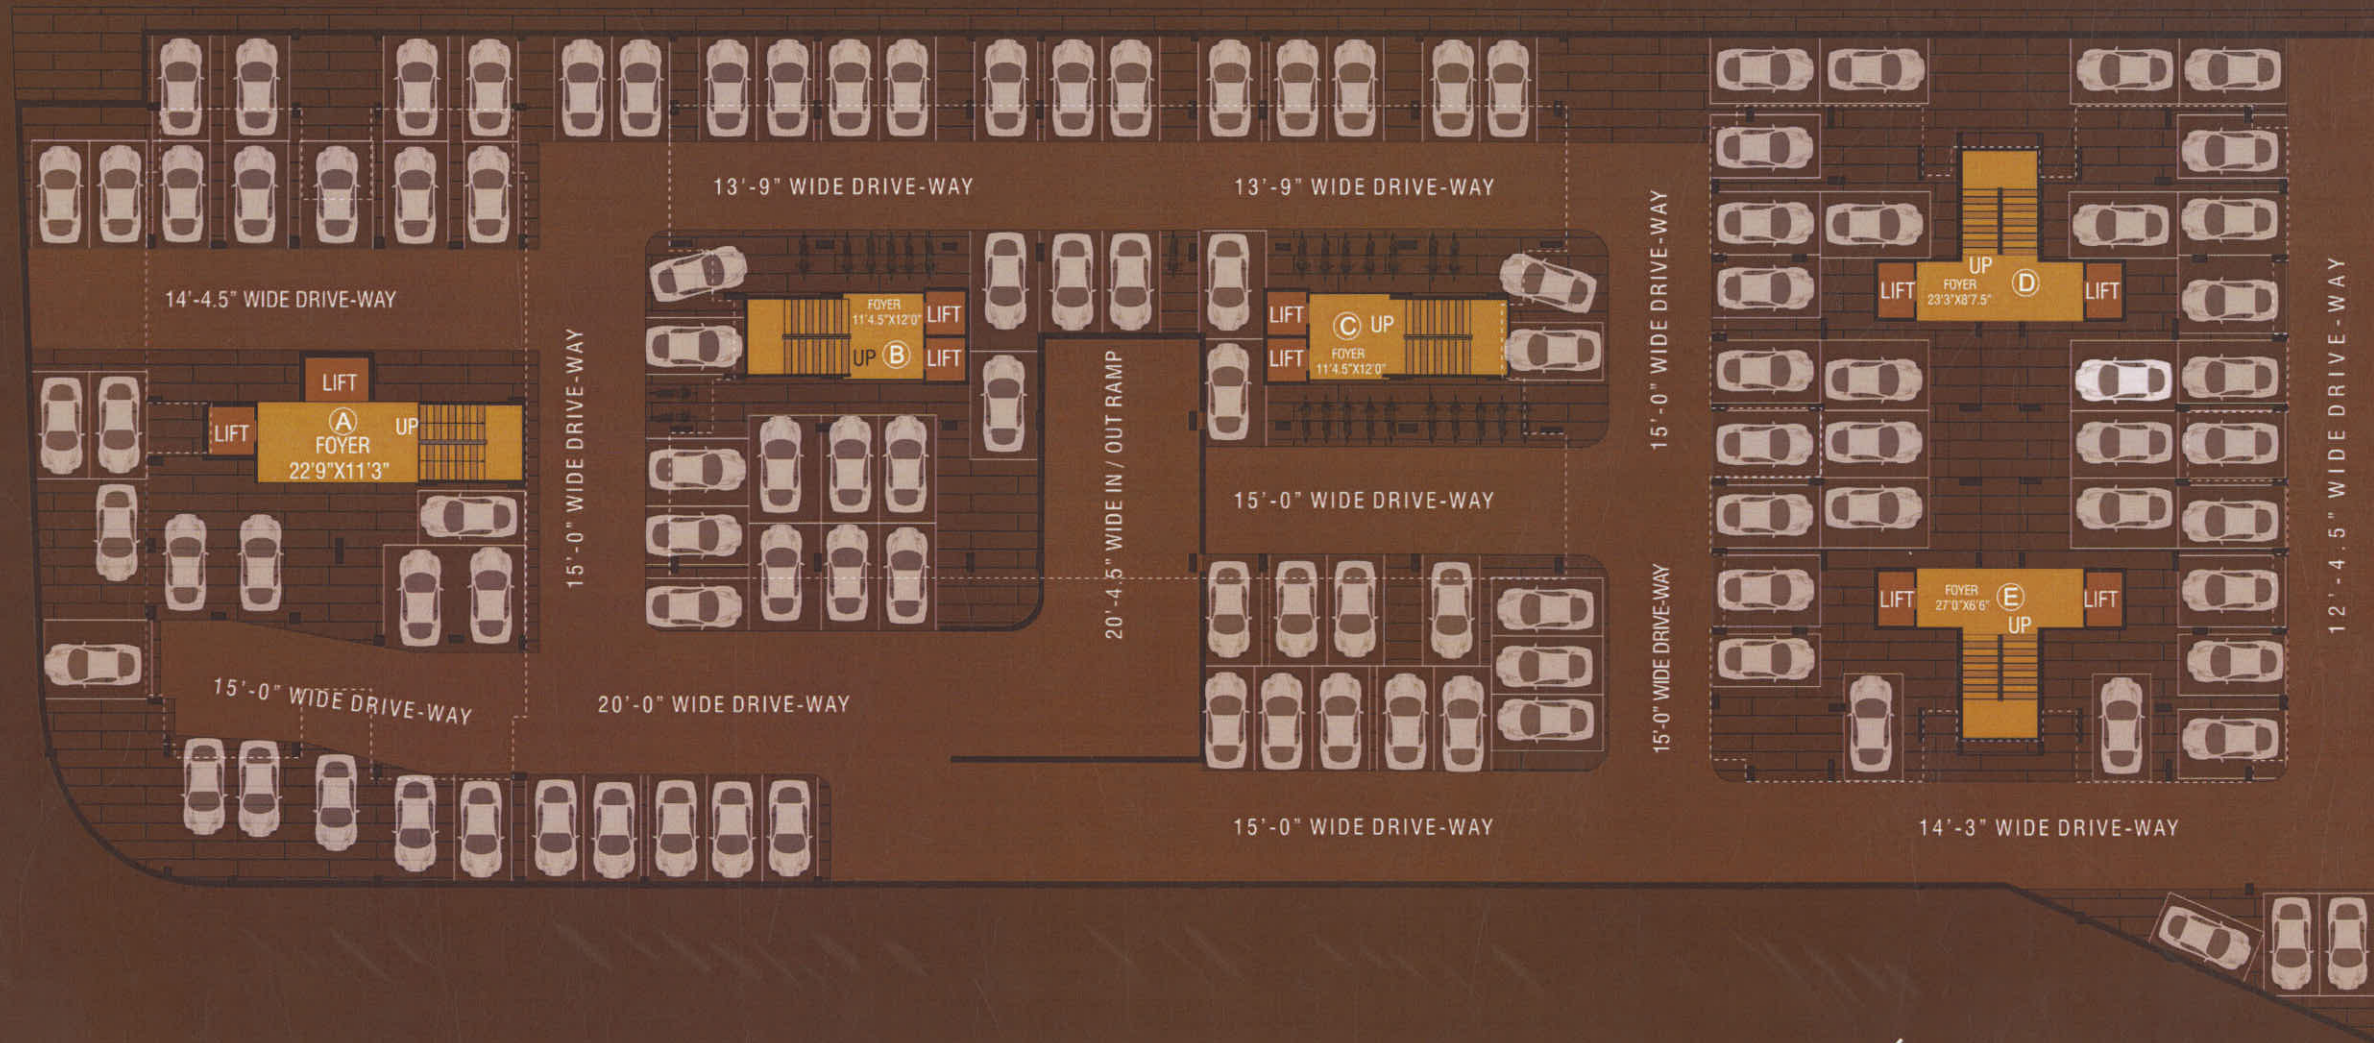 13'-9" WIDE DRIVE-WAY
13'-9" WIDE DRIVE-WAY
14'-4.5" WIDE DRIVE-WAY
LIFT
LIFT
A
UP
FOYER
22'9"X11'3"
15'-0" WIDE DRIVE-WAY
15'-0" WIDE DRIVE-WAY
20'-0" WIDE DRIVE-WAY
FOYER
11'4.5"X12'0"
LIFT
UP B
LIFT
20'-4.5" WIDE IN / OUT RAMP
LIFT
C UP
LIFT
FOYER
11'4.5"X12'0"
15'-0" WIDE DRIVE-WAY
15'-0" WIDE DRIVE-WAY
15'-0" WIDE DRIVE-WAY
15'-0" WIDE DRIVE-WAY
UP
LIFT
FOYER
D
23'3"X8'7.5"
LIFT
LIFT
FOYER
E
27'0"X6'6"
LIFT
UP
12'-4.5" WIDE DRIVE-WAY
14'-3" WIDE DRIVE-WAY